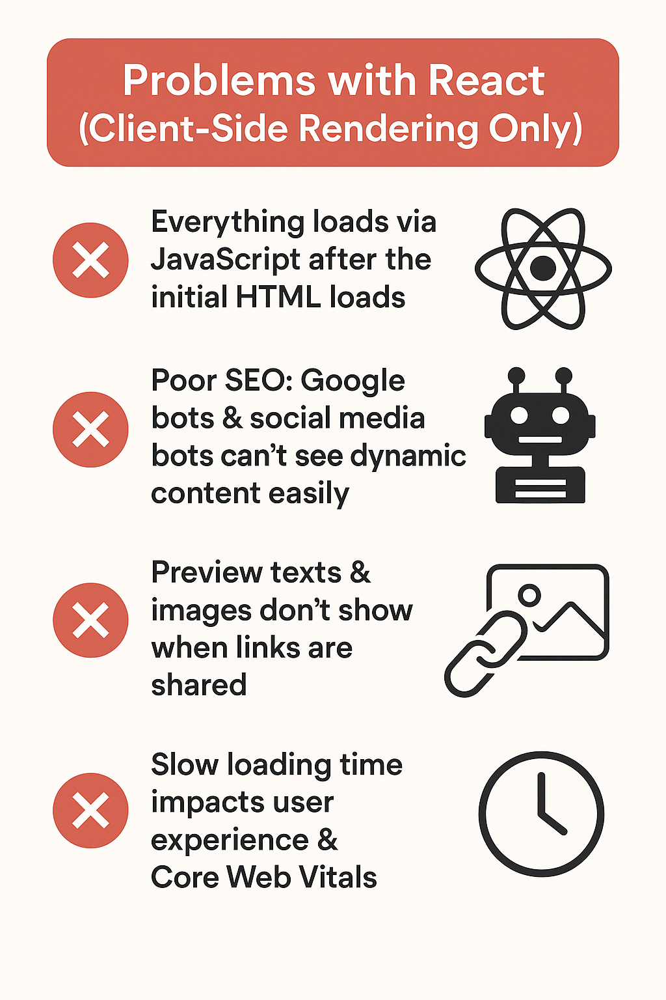 Problems with React
(Client-Side Rendering Only)
Everything loads via
JavaScript after the
initial HTML loads
Poor SEO: Google
bots & social media
bots can’t see dynamic
content easily
Preview texts &
images don’t show
when links are
shared
Slow loading time
impacts user
experience &
Core Web Vitals